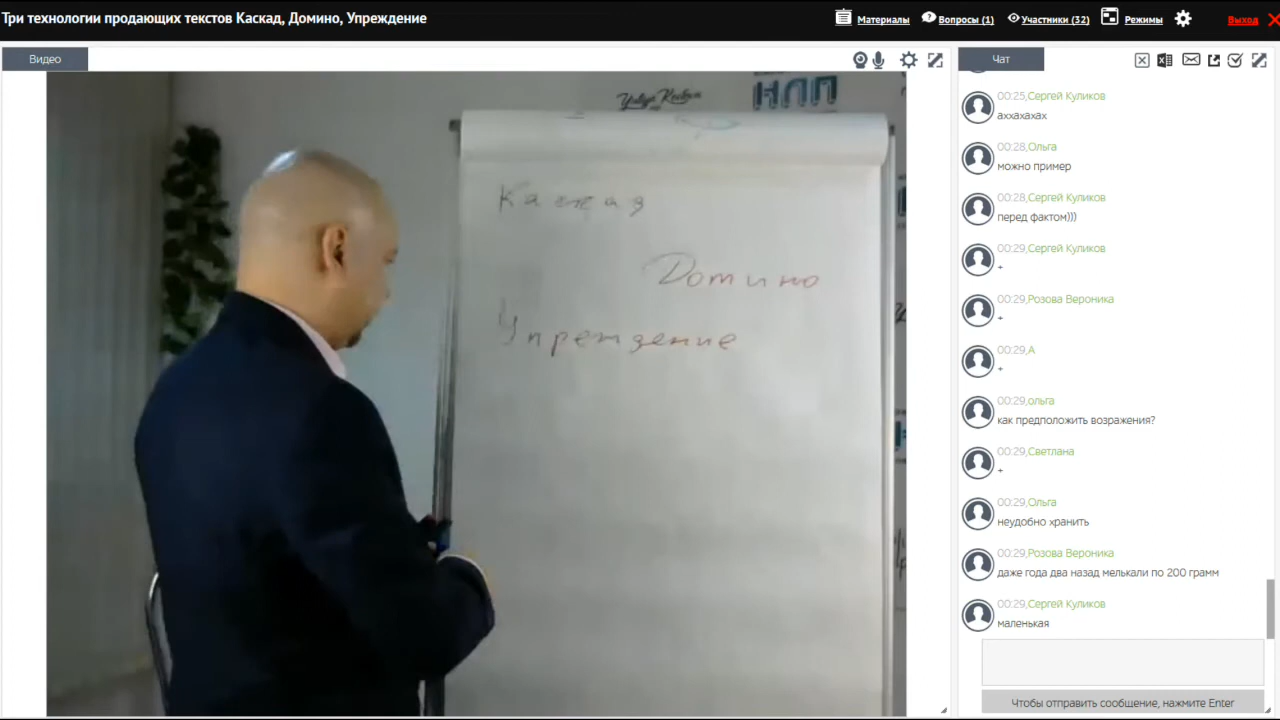 Три технологии продающих текстов Каскад, Домино, Упреждение
Материалы
Вопросы (1)
Участники (32)
Режимы
Выход
Видео
Чат
НЛП
Каскад
Домино
Упреждение
00:25,Сергей Куликов
аххахахах
00:28,Ольга
можно пример
00:28,Сергей Куликов
перед фактом)))
00:29,Сергей Куликов
+
00:29,Розова Вероника
+
00:29,А
+
00:29,ольга
как предположить возражения?
00:29,Светлана
+
00:29,Ольга
неудобно хранить
00:29,Розова Вероника
даже года два назад мелькали по 200 грамм
00:29,Сергей Куликов
маленькая
Чтобы отправить сообщение, нажмите Enter